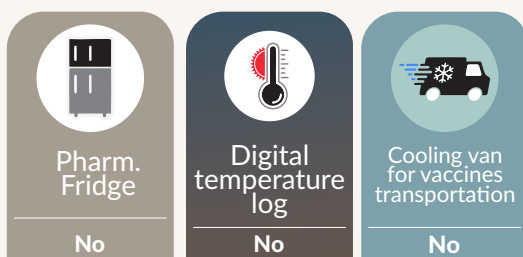 Pharm.
Fridge
No
Digital
temperature
log
No
Cooling van
for vaccines
transportation
No